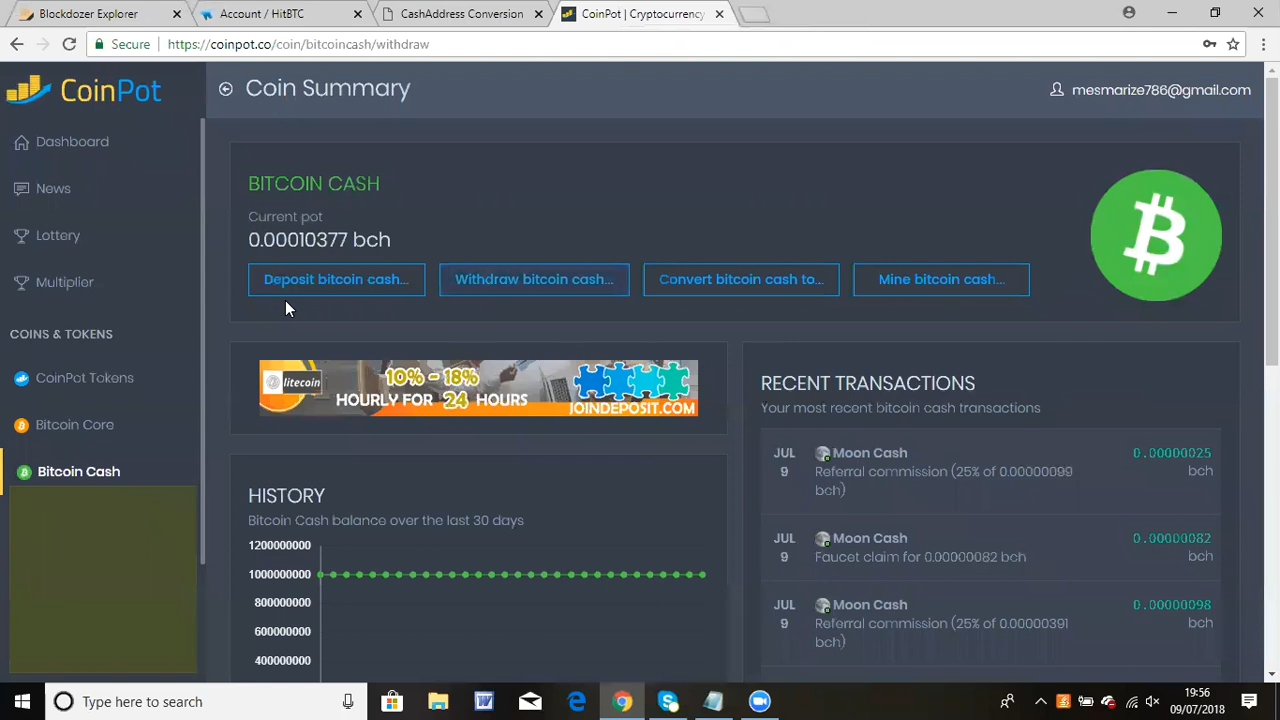 Blockdozer Explorer
Account / HitBTC
CashAddress Conversion
CoinPot | Cryptocurrency
Secure
https://coinpot.co/coin/bitcoincash/withdraw
CoinPot
Coin Summary
mesmarize786@gmail.com
Dashboard
News
Lottery
Multiplier
COINS & TOKENS
CoinPot Tokens
Bitcoin Core
Bitcoin Cash
BITCOIN CASH
Current pot
0.00010377 bch
Deposit bitcoin cash...
Withdraw bitcoin cash...
Convert bitcoin cash to...
Mine bitcoin cash...
litecoin
10% - 18%
HOURLY FOR 24 HOURS
JOINDEPOSIT.COM
HISTORY
Bitcoin Cash balance over the last 30 days
1200000000
1000000000
800000000
600000000
400000000
RECENT TRANSACTIONS
Your most recent bitcoin cash transactions
JUL 9
Moon Cash
Referral commission (25% of 0.00000099
bch)
0.00000025
bch
JUL 9
Moon Cash
Faucet claim for 0.00000082 bch
0.00000082
bch
JUL 9
Moon Cash
Referral commission (25% of 0.00000391
bch)
0.00000098
bch
Type here to search
19:56
09/07/2018